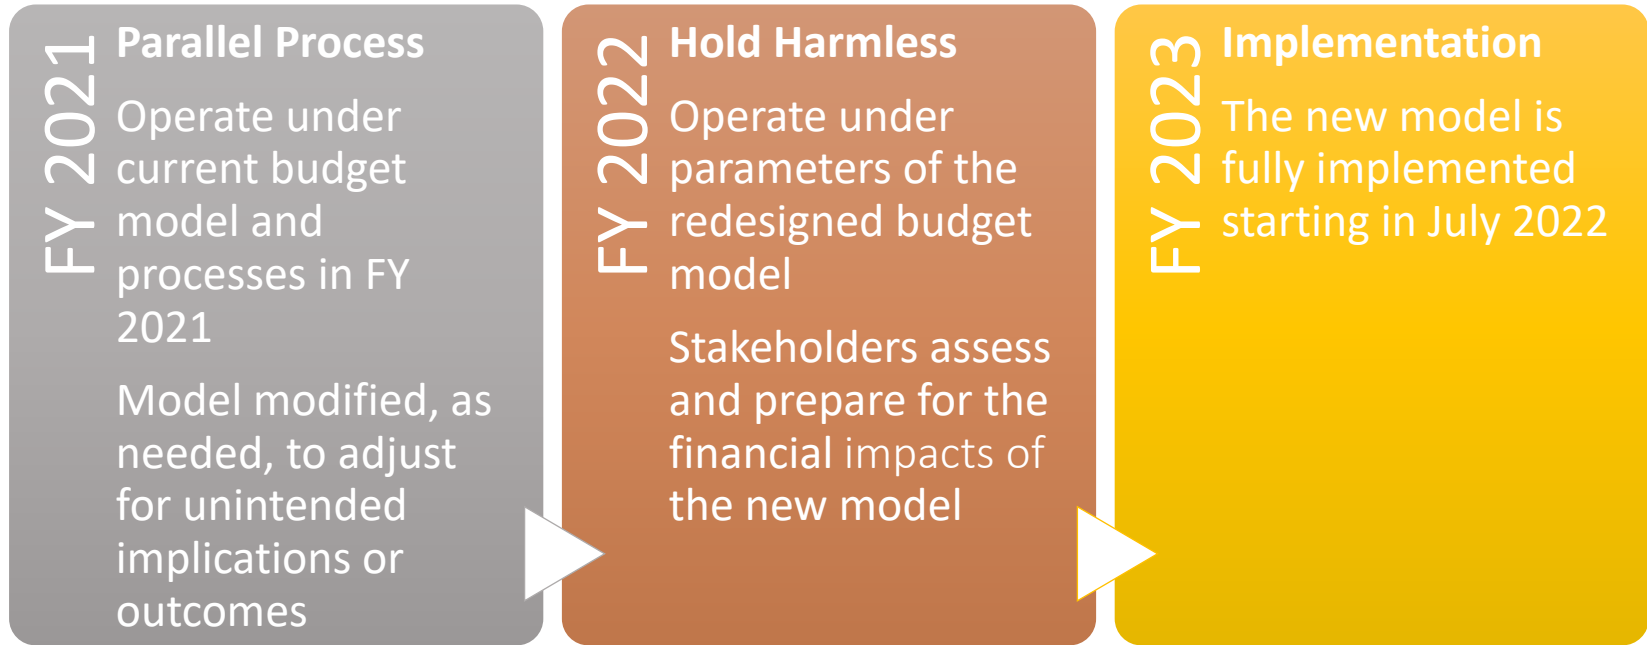 FY 2021
Parallel Process
Operate under
current budget
model and
processes in FY
2021
Model modified, as
needed, to adjust
for unintended
implications or
outcomes
FY 2022
Hold Harmless
Operate under
parameters of the
redesigned budget
model
Stakeholders assess
and prepare for the
financial impacts of
the new model
FY 2023
Implementation
The new model is
fully implemented
starting in July 2022